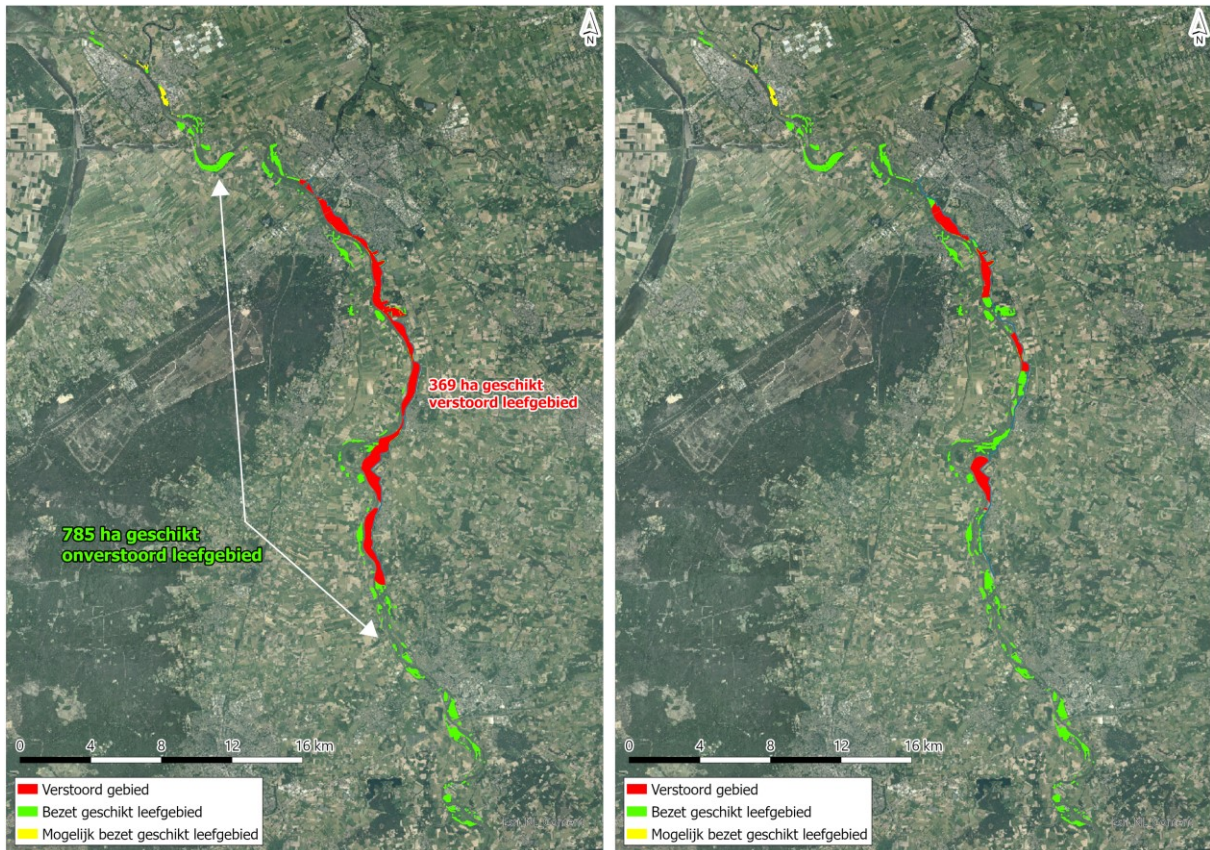 N
369 ha geschikt
verstoord leefgebied
785 ha geschikt
onverstoord leefgebied
0 4 8 12 16 km
Verstoord gebied
Bezet geschikt leefgebied
Mogelijk bezet geschikt leefgebied
N
0 4 8 12 16 km
Verstoord gebied
Bezet geschikt leefgebied
Mogelijk bezet geschikt leefgebied